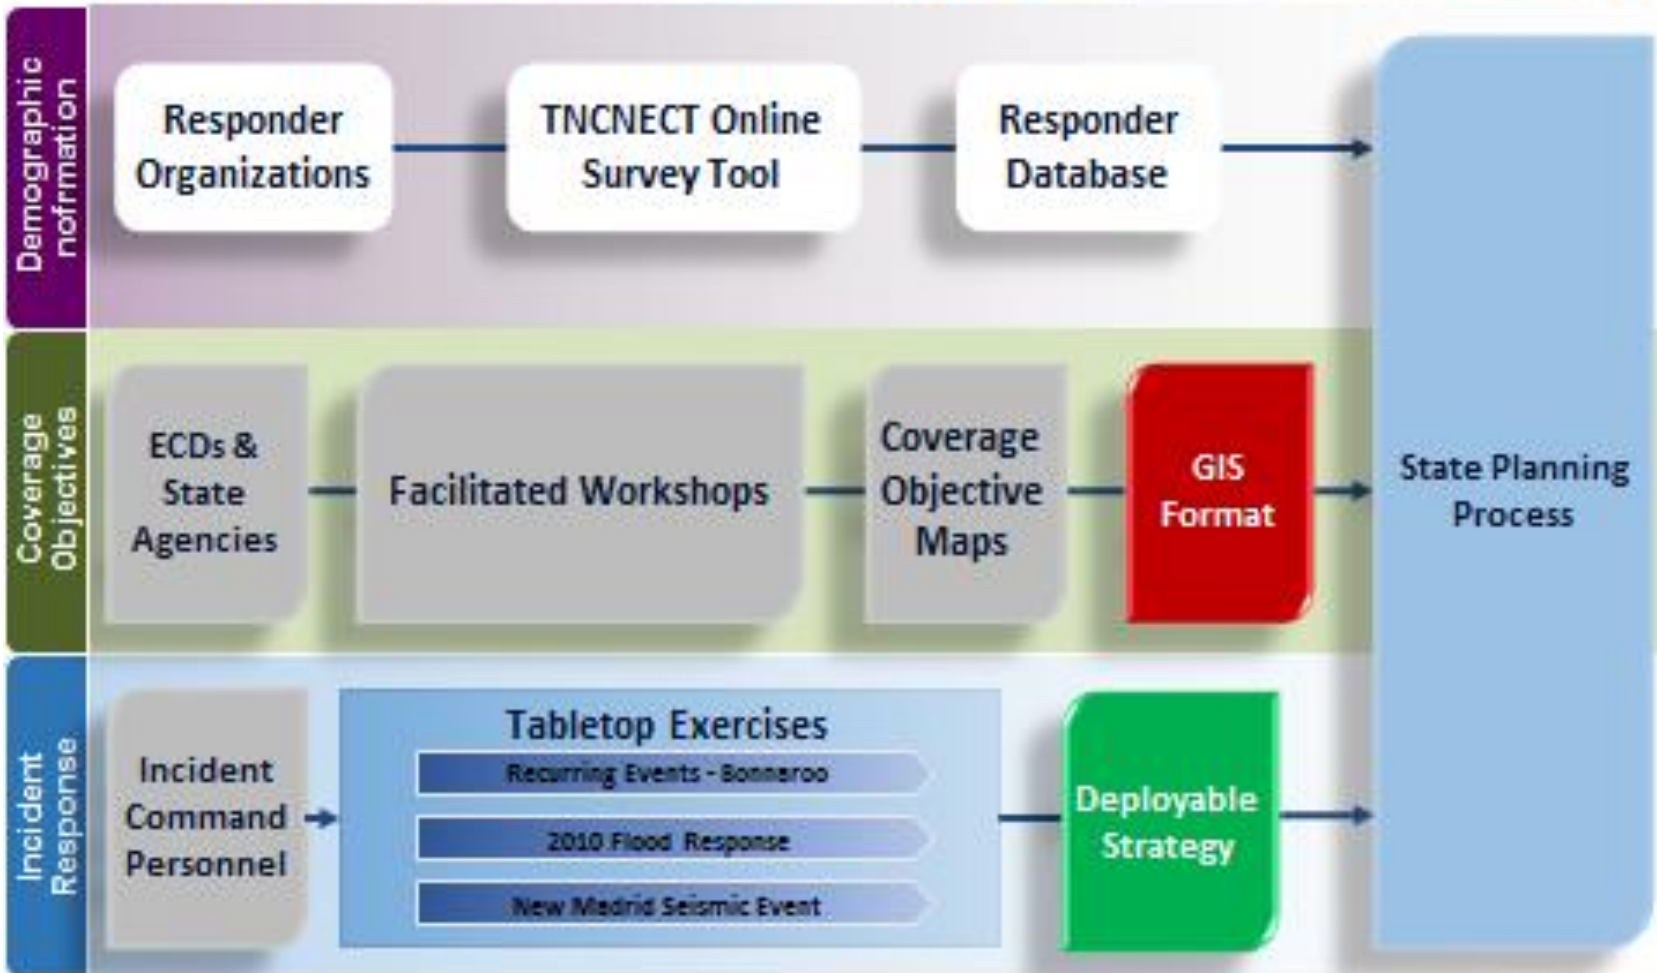 Demographic
nofrmation
Responder
Organizations
TNCNECT Online
Survey Tool
Responder
Database
Coverage
Objectives
ECDs &
State
Agencies
Facilitated Workshops
Coverage
Objective
Maps
GIS
Format
State Planning
Process
Incident
Response
Incident
Command
Personnel
Tabletop Exercises
Recurring Events - Bonnaroo
2010 Flood Response
New Madrid Seismic Event
Deployable
Strategy